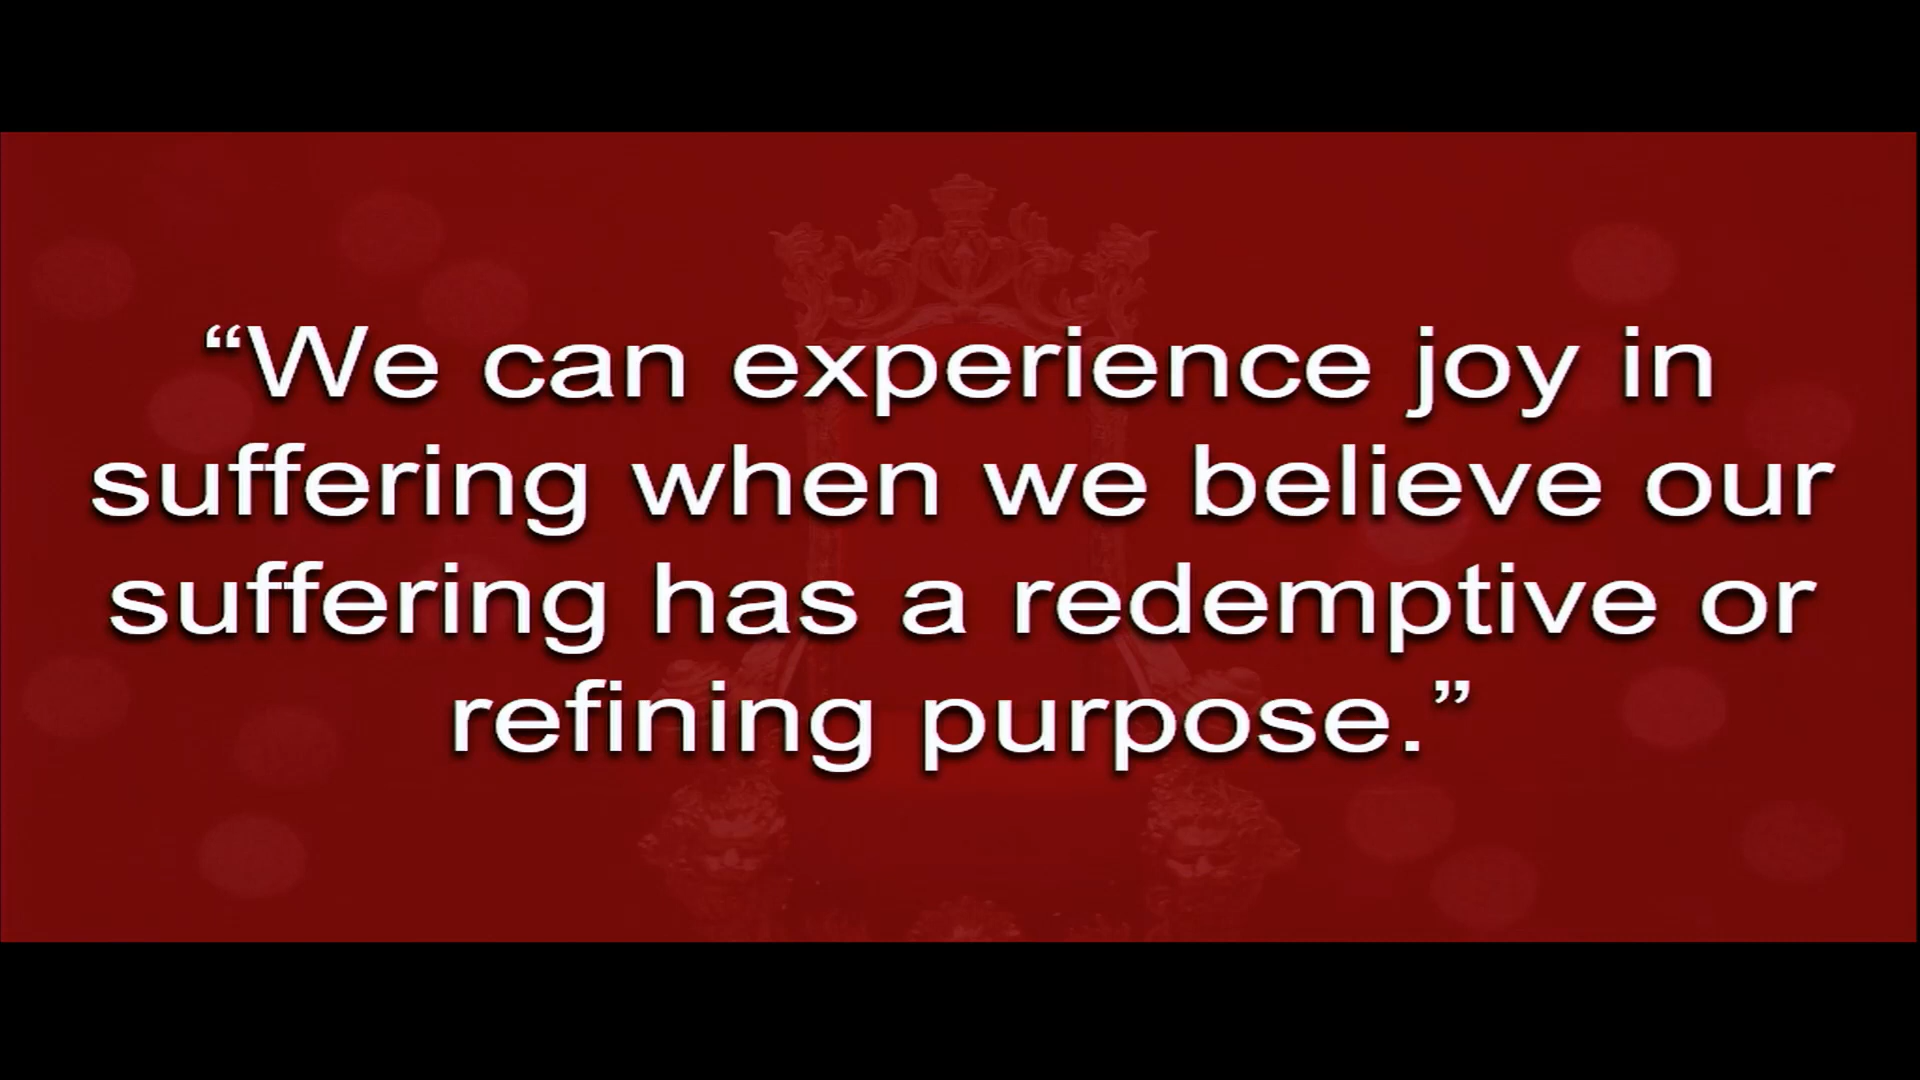 “We can experience joy in
suffering when we believe our
suffering has a redemptive or
refining purpose.”